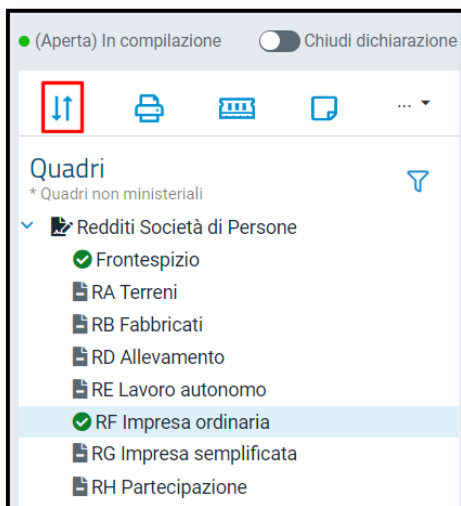 (Aperta) In compilazione Chiudi dichiarazione
...
Quadri
* Quadri non ministeriali
Redditi Società di Persone
Frontespizio
RA Terreni
RB Fabbricati
RD Allevamento
RE Lavoro autonomo
RF Impresa ordinaria
RG Impresa semplificata
RH Partecipazione